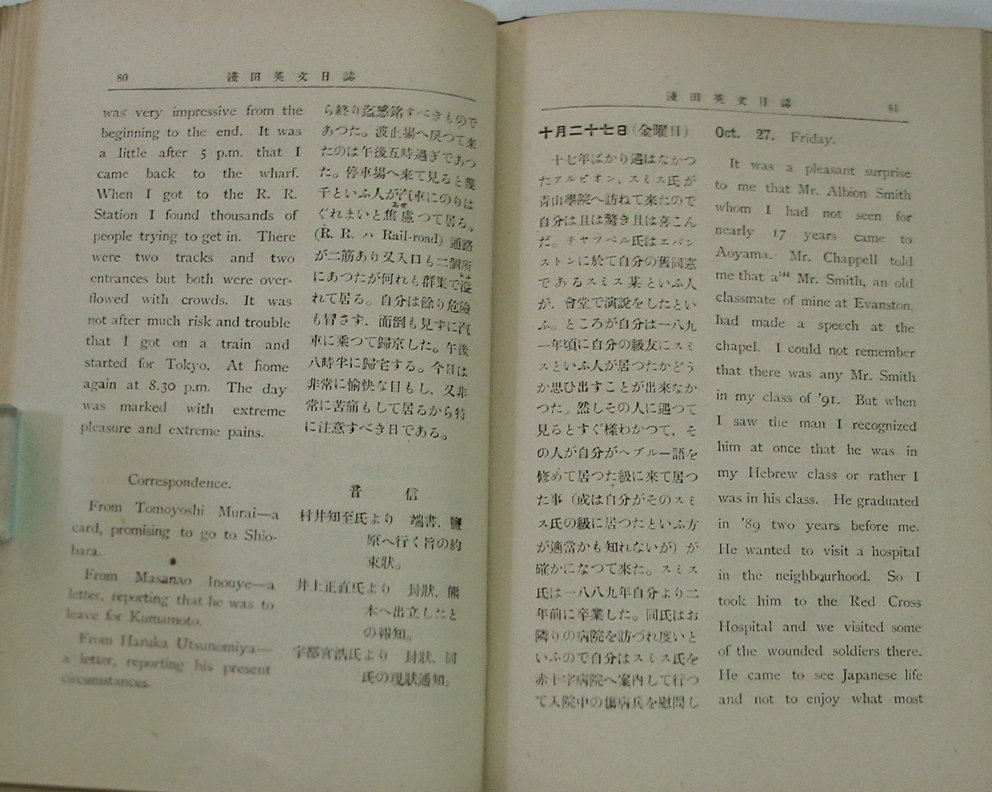 80
淺田英文日誌
was very impressive from the
beginning to the end. It was
a little after 5 p.m. that I
came back to the wharf.
When I got to the R. R.
Station I found thousands of
people trying to get in. There
were two tracks and two
entrances but both were over-
flowed with crowds. It was
not after much risk and trouble
that I got on a train and
started for Tokyo. At home
again at 8.30 p.m. The day
was marked with extreme
pleasure and extreme pains.
Correspondence.
From Tomoyoshi Murai—a
card, promising to go to Shio-
bara.
From Masanao Inouye—a
letter, reporting that he was to
leave for Kumamoto.
From Haruka Utsunomiya—
a letter, reporting his present
circumstances.
ら終り迄感銘すべきもので
あつた。波止場へ戻つて來
たのは午後五時過ぎであつ
た。停車場へ來て見ると幾
千といふ人が汽車にのりは
ぐれまいと焦慮つて居る。
(R. R. ハ Rail-road) 通路
が二筋あり又入口も二個所
にあつたが何れも群集で溢
れて居る。自分は餘り危險
も冒さず、面倒も見すに汽
車に乘つて歸京した。午後
八時半に歸宅する。今日は
非常に愉快な日もし、又非
常に苦痛もして居るから特
に注意すべき日である。
音信
村井知至氏より 端書、鹽
原へ行く旨の約
束狀。
井上正直氏より 封狀、熊
本へ出立したと
の報知。
宇都宮浩氏より 封狀、同
氏の現狀通知。
淺田英文日誌
81
十月二十七日(金曜日)
十七年ばかり遇はなかつ
たアルビオン、スミス氏が
青山學院へ訪ねて來たので
自分は且は驚き且は喜こん
だ。チャツペル氏はエバン
ストンに於て自分の舊同窓
であるスミス某といふ人
が、會堂で演說をしたとい
ふ。ところが自分は一八九
一年頃に自分の級友にスミ
スといふ人が居つたかどう
か思ひ出すことが出來なか
つた。然しその人に遇つて
見るとすぐ樣わかつて、そ
の人が自分がヘブルー語を
修めて居つた級に來て居つ
た事(或は自分がそのスミ
ス氏の級に居つたといふ方
が適當かも知れないが)が
確かになつて來た。スミス
氏は一八八九年自分より二
年前に卒業した。同氏はお
隣りの病院を訪づれ度いと
いふので自分はスミス氏を
赤十字病院へ案內して行つ
て入院中の傷病兵を慰問し
Oct. 27. Friday.
It was a pleasant surprise
to me that Mr. Albion Smith
whom I had not seen for
nearly 17 years came to
Aoyama. Mr. Chappell told
me that a Mr. Smith, an old
classmate of mine at Evanston,
had made a speech at the
chapel. I could not remember
that there was any Mr. Smith
in my class of '91. But when
I saw the man I recognized
him at once that he was in
my Hebrew class or rather I
was in his class. He graduated
in '89 two years before me.
He wanted to visit a hospital
in the neighbourhood. So I
took him to the Red Cross
Hospital and we visited some
of the wounded soldiers there.
He came to see Japanese life
and not to enjoy what most